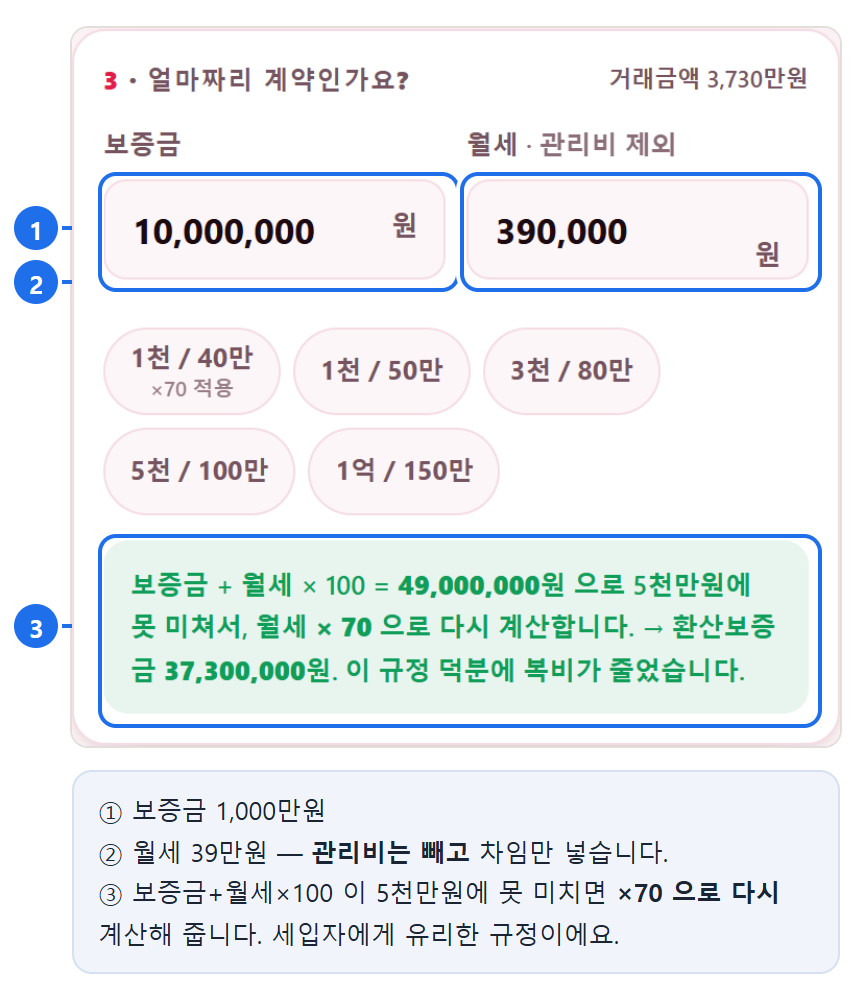 3 · 얼마짜리 계약인가요?
거래금액 3,730만원
보증금
월세 · 관리비 제외
1
10,000,000 원
390,000 원
2
1천 / 40만
×70 적용
1천 / 50만
3천 / 80만
5천 / 100만
1억 / 150만
3
보증금 + 월세 × 100 = 49,000,000원 으로 5천만원에
못 미쳐서, 월세 × 70 으로 다시 계산합니다. → 환산보증
금 37,300,000원. 이 규정 덕분에 복비가 줄었습니다.
① 보증금 1,000만원
② 월세 39만원 — 관리비는 빼고 차임만 넣습니다.
③ 보증금+월세×100 이 5천만원에 못 미치면 ×70 으로 다시
계산해 줍니다. 세입자에게 유리한 규정이에요.